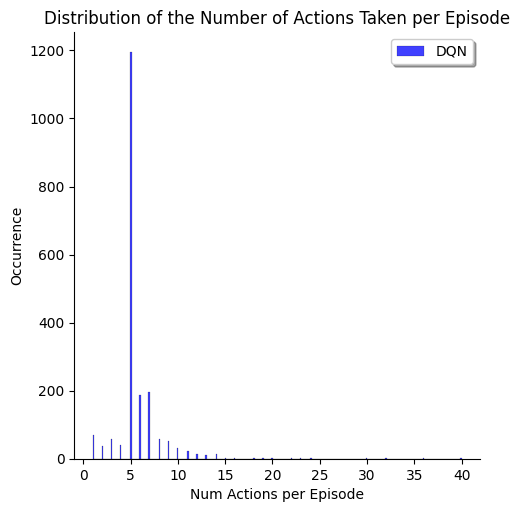 Distribution of the Number of Actions Taken per Episode
DQN
1200
1000
800
600
400
200
0
Occurrence
0 5 10 15 20 25 30 35 40
Num Actions per Episode